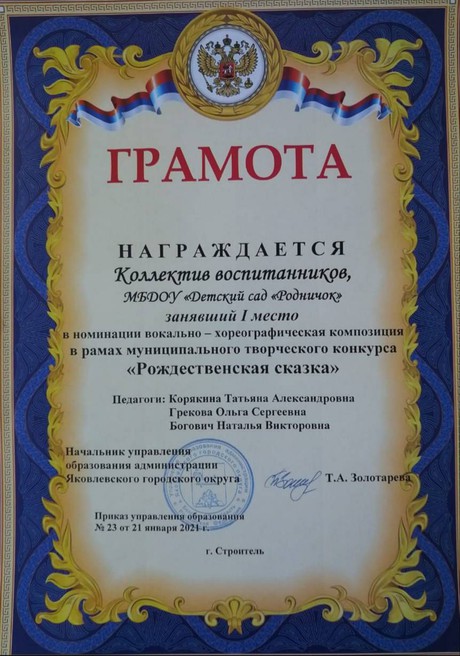 ГРАМОТА
НАГРАЖДАЕТСЯ
Коллектив воспитанников,
МБДОУ «Детский сад «Родничок»
занявший I место
в номинации вокально – хореографическая композиция
в рамках муниципального творческого конкурса
«Рождественская сказка»
Педагоги: Корякина Татьяна Александровна
Грекова Ольга Сергеевна
Богович Наталья Викторовна
Начальник управления
образования администрации
Яковлевского городского округа
Т.А. Золотарева
Приказ управления образования
№ 23 от 21 января 2021 г.
г. Строитель